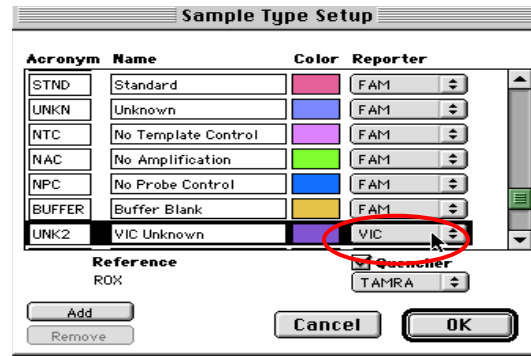 Sample Type Setup
Acronym Name Color Reporter
STND Standard FAM
UNKN Unknown FAM
NTC No Template Control FAM
NAC No Amplification FAM
NPC No Probe Control FAM
BUFFER Buffer Blank FAM
UNK2 VIC Unknown VIC
Reference Quencher
ROX TAMRA
Add
Remove
Cancel OK